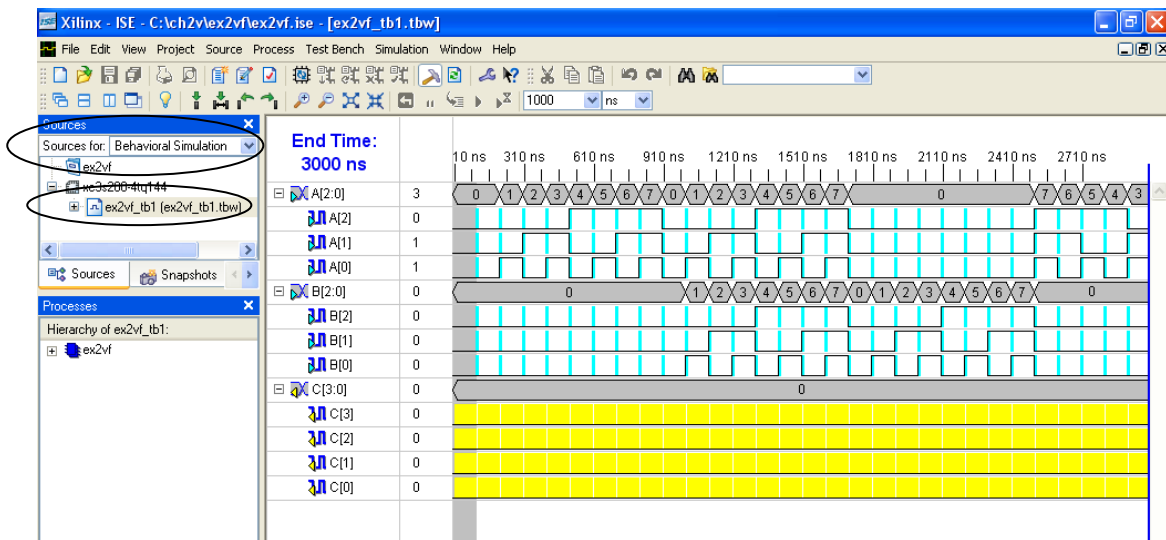 Xilinx - ISE - C:\ch2v\ex2vf\ex2vf.ise - [ex2vf_tb1.tbw]
File Edit View Project Source Process Test Bench Simulation Window Help
1000 ns
Sources
Sources for: Behavioral Simulation
ex2vf
xc3s200-4tq144
ex2vf_tb1 (ex2vf_tb1.tbw)
Sources Snapshots
Processes
Hierarchy of ex2vf_tb1:
ex2vf
End Time:
3000 ns
10 ns 310 ns 610 ns 910 ns 1210 ns 1510 ns 1810 ns 2110 ns 2410 ns 2710 ns
A[2:0] 3 0 1 2 3 4 5 6 7 0 1 2 3 4 5 6 7 0 7 6 5 4 3
A[2] 0
A[1] 1
A[0] 1
B[2:0] 0 0 1 2 3 4 5 6 7 0 1 2 3 4 5 6 7 0
B[2] 0
B[1] 0
B[0] 0
C[3:0] 0 0
C[3] 0
C[2] 0
C[1] 0
C[0] 0